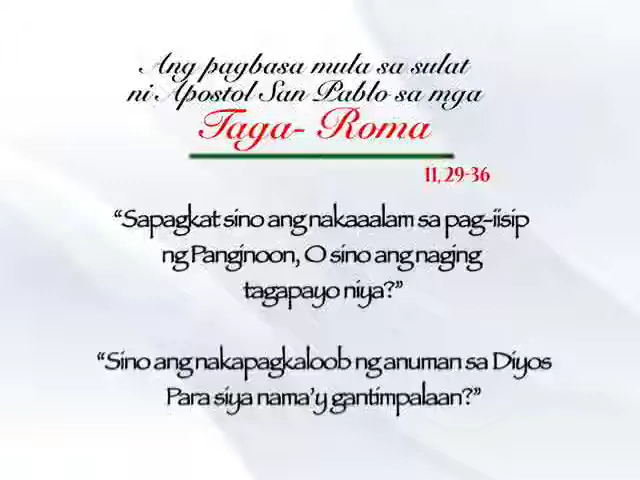 Ang pagbasa mula sa sulat
ni Apostol San Pablo sa mga
Taga- Roma
11, 29-36
“Sapagkat sino ang nakaaalam sa pag-iisip
ng Panginoon, O sino ang naging
tagapayo niya?”
“Sino ang nakapagkaloob ng anuman sa Diyos
Para siya nama’y gantimpalaan?”